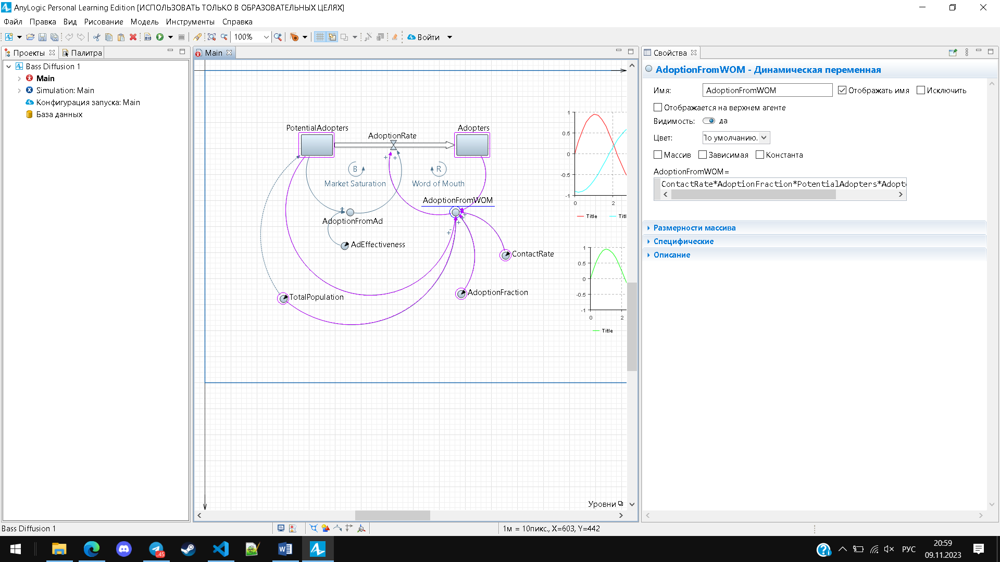 AnyLogic Personal Learning Edition [ИСПОЛЬЗОВАТЬ ТОЛЬКО В ОБРАЗОВАТЕЛЬНЫХ ЦЕЛЯХ]
Файл Правка Вид Рисование Модель Инструменты Справка
100%
Войти
Проекты
Палитра
Bass Diffusion 1
Main
Simulation: Main
Конфигурация запуска: Main
База данных
Main
PotentialAdopters
AdoptionRate
Adopters
+ +
B
R
Market Saturation
Word of Mouth
AdoptionFromWOM
+
AdoptionFromAd
AdEffectiveness
ContactRate
AdoptionFraction
TotalPopulation
1
0.5
0
-0.5
-1
0 2
Title Titl
1
0.5
0
-0.5
-1
0 2
Title
Уровни
Свойства
AdoptionFromWOM - Динамическая переменная
Имя: AdoptionFromWOM Отображать имя Исключить
Отображается на верхнем агенте
Видимость: да
Цвет: По умолчанию.
Массив Зависимая Константа
AdoptionFromWOM=
ContactRate*AdoptionFraction*PotentialAdopters*Adopt
Размерности массива
Специфические
Описание
Bass Diffusion 1
1м = 10пикс., X=603, Y=442
45
РУС
20:59
09.11.2023